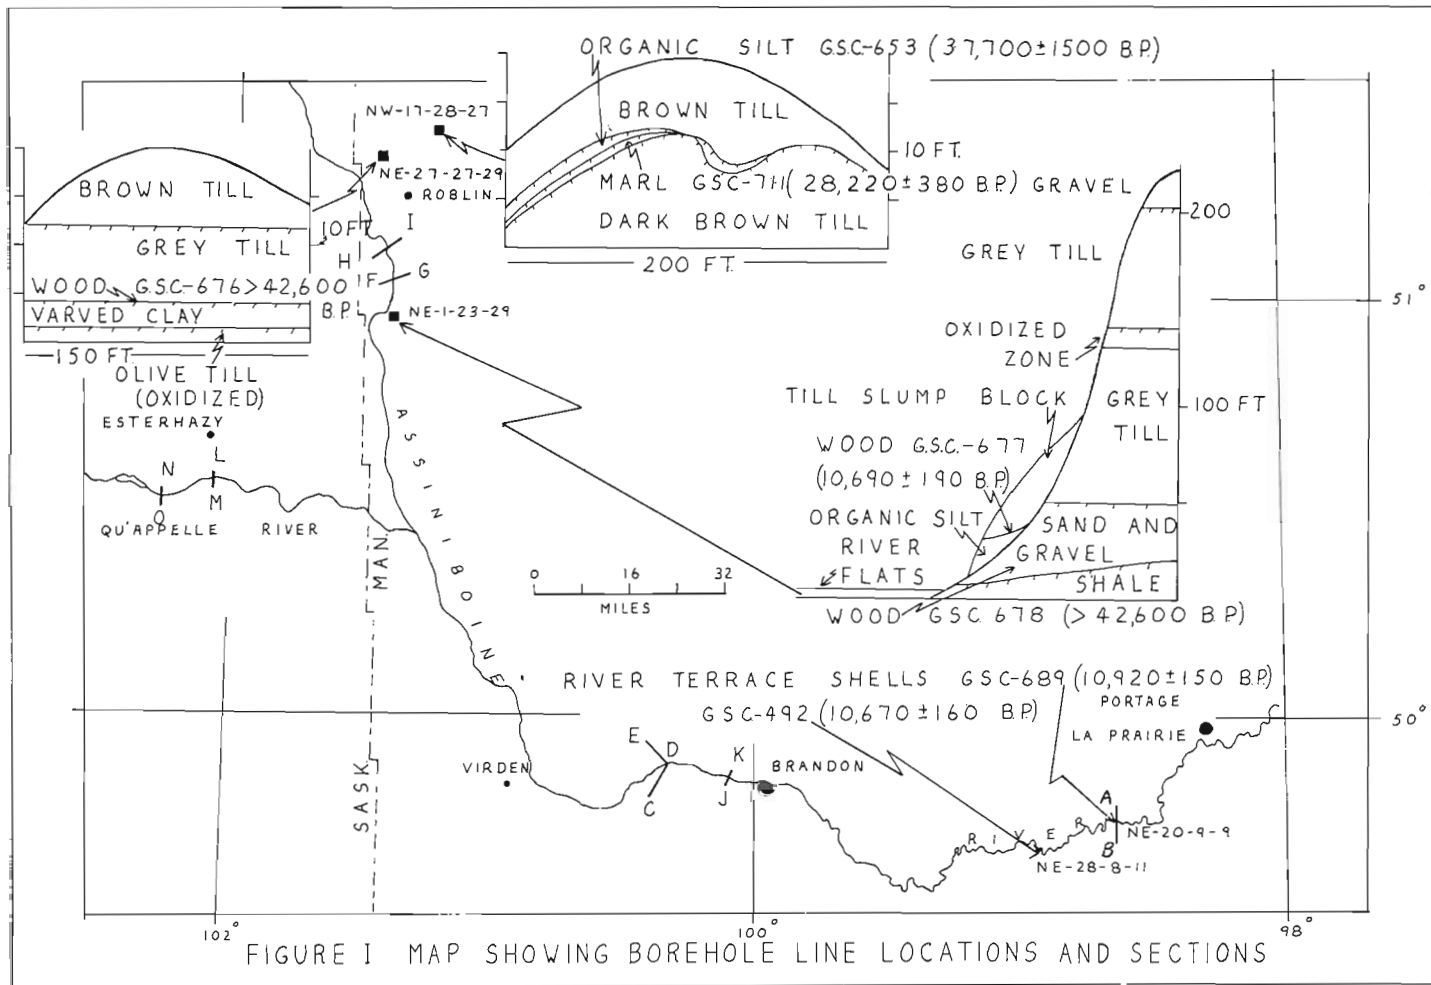 ORGANIC SILT G.S.C-653 (37,700±1500 B.P.)
NW-17-28-27
BROWN TILL
10 FT.
NE-27-27-29
ROBLIN
MARL GSC-711 (28,220±380 B.P.) GRAVEL
DARK BROWN TILL
200 FT.
BROWN TILL
10 FT
GREY TILL
WOOD G.S.C-676 > 42,600
B.P.
VARVED CLAY
150 FT.
OLIVE TILL
(OXIDIZED)
I
H
F
G
NE-1-23-29
200
GREY TILL
51°
OXIDIZED
ZONE
TILL SLUMP BLOCK
GREY
TILL
100 FT
WOOD G.S.C.-677
(10,690±190 B.P.)
ORGANIC SILT
SAND AND
GRAVEL
RIVER
FLATS
SHALE
WOOD GSC. 678 (>42,600 B.P.)
ESTERHAZY
N
L
O
M
QU'APPELLE RIVER
ASSINIBOINE
MAN.
SASK.
0 16 32
MILES
RIVER TERRACE SHELLS GSC-689 (10,920±150 B.P.)
GSC-492 (10,670±160 B.P.)
PORTAGE
LA PRAIRIE
50°
VIRDEN
E
D
C
K
J
BRANDON
RIVER
A
B
NE-20-9-9
NE-28-8-11
102°
100°
98°
FIGURE I MAP SHOWING BOREHOLE LINE LOCATIONS AND SECTIONS